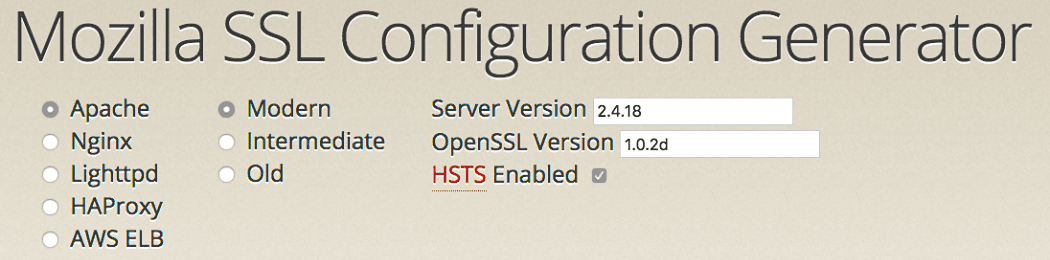 Mozilla SSL Configuration Generator
Apache Modern Server Version 2.4.18
Nginx Intermediate OpenSSL Version 1.0.2d
Lighttpd Old HSTS Enabled
HAProxy
AWS ELB